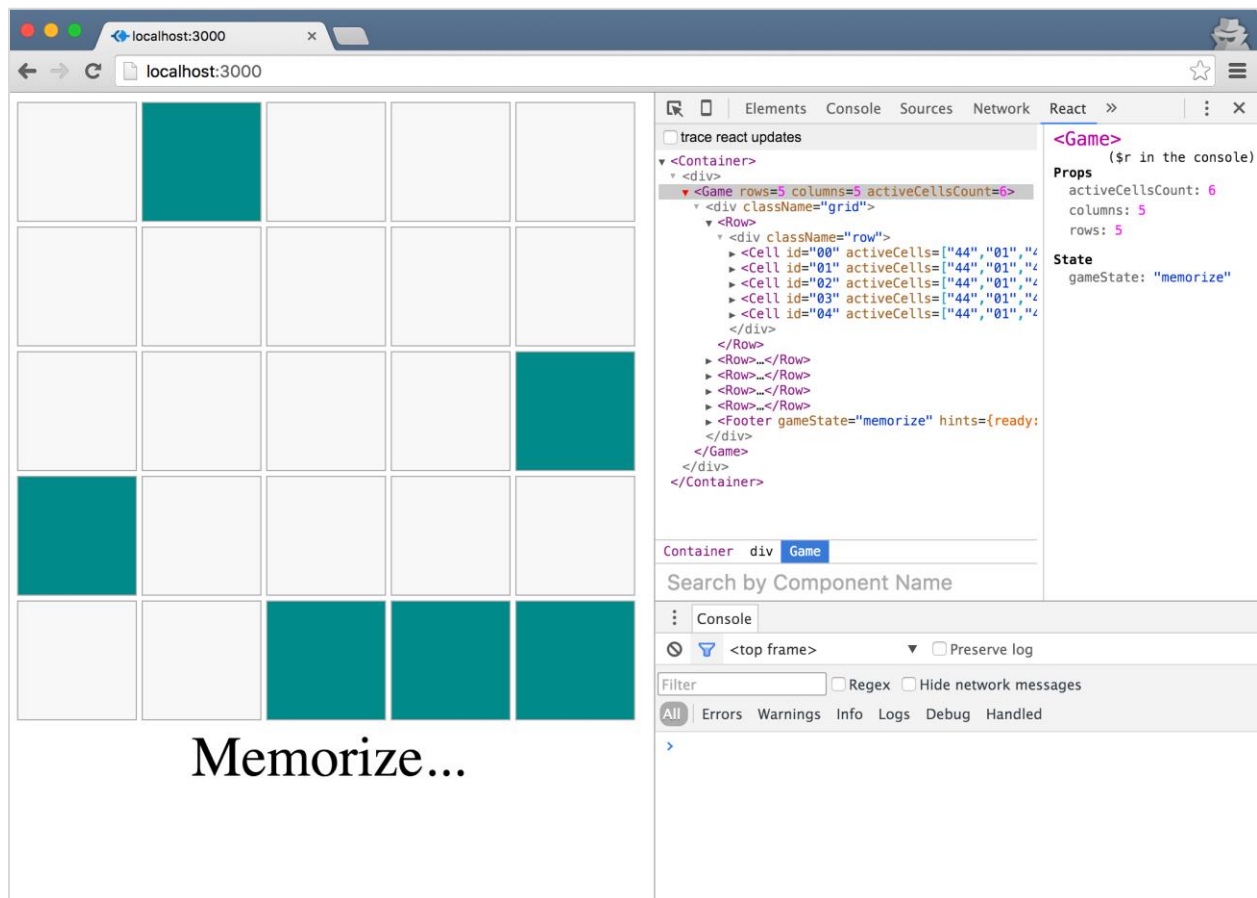 localhost:3000 ×
localhost:3000
Memorize...
Elements Console Sources Network React » ⋮ ×
trace react updates
▼ <Container>
▼ <div>
▼ <Game rows=5 columns=5 activeCellsCount=6>
▼ <div className="grid">
▼ <Row>
▼ <div className="row">
▶ <Cell id="00" activeCells=["44","01","4
▶ <Cell id="01" activeCells=["44","01","4
▶ <Cell id="02" activeCells=["44","01","4
▶ <Cell id="03" activeCells=["44","01","4
▶ <Cell id="04" activeCells=["44","01","4
</div>
</Row>
▶ <Row>…</Row>
▶ <Row>…</Row>
▶ <Row>…</Row>
▶ <Row>…</Row>
▶ <Footer gameState="memorize" hints={ready:
</div>
</Game>
</div>
</Container>
<Game>
($r in the console)
Props
activeCellsCount: 6
columns: 5
rows: 5
State
gameState: "memorize"
Container div Game
Search by Component Name
⋮ Console
<top frame> ▼ Preserve log
Filter Regex Hide network messages
All Errors Warnings Info Logs Debug Handled
>